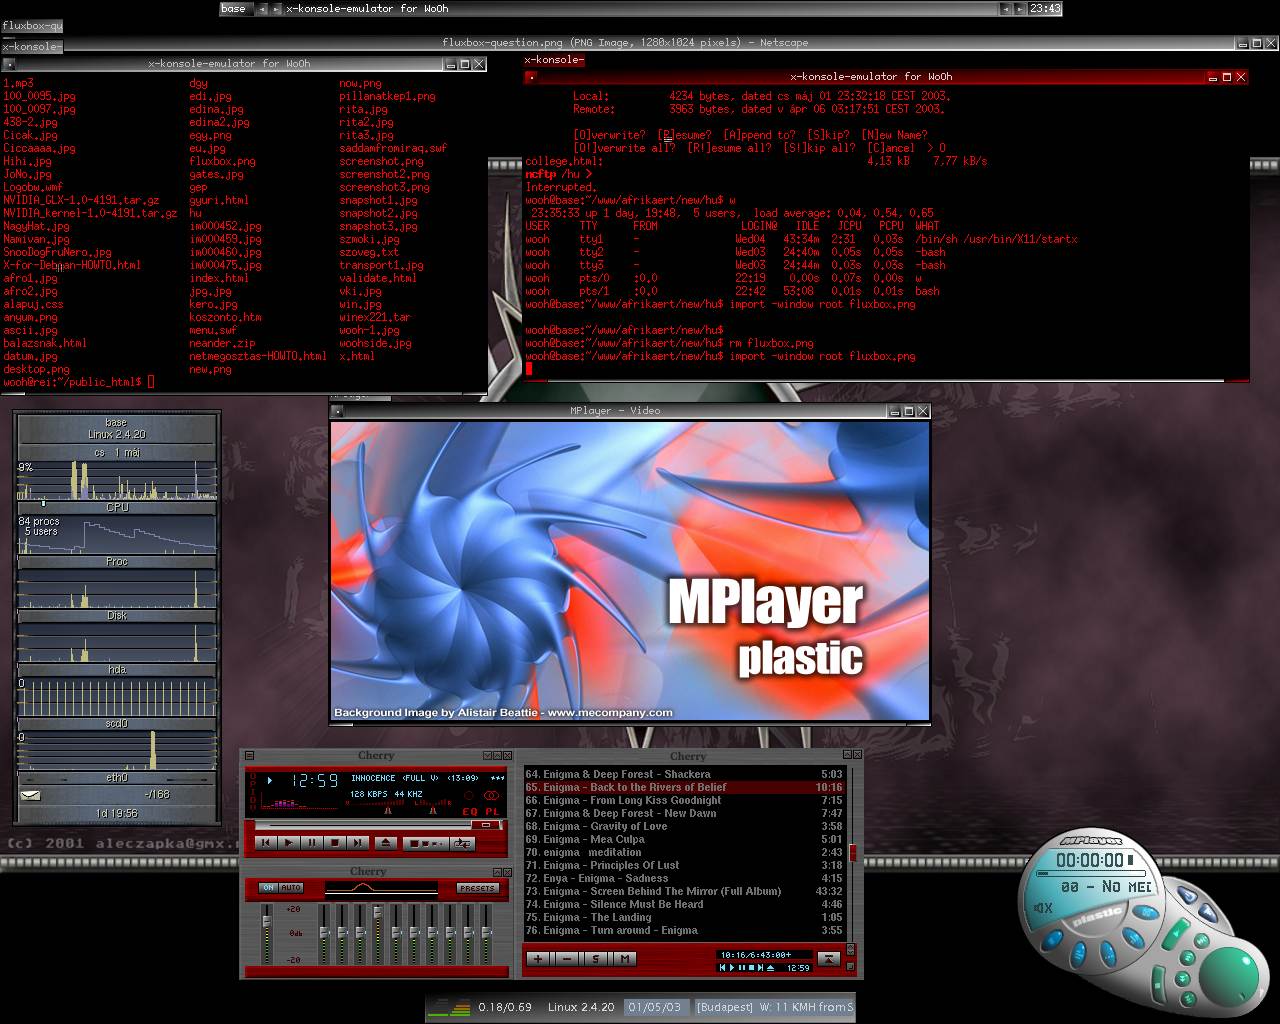 base x-konsole-emulator for WoOh 23:43
fluxbox-qu
fluxbox-question.png (PNG Image, 1280x1024 pixels) - Netscape
x-konsole-
x-konsole-emulator for WoOh
1.mp3 dgy now.png
100_0095.jpg edi.jpg pillanatkep1.png
100_0097.jpg edina.jpg rita.jpg
438-2.jpg edina2.jpg rita2.jpg
Cicak.jpg egy.png rita3.jpg
Ciccaaaa.jpg eu.jpg saddamfromiraq.swf
Hihi.jpg fluxbox.png screenshot.png
JoNo.jpg gates.jpg screenshot2.png
Logobw.wmf gep screenshot3.png
NVIDIA_GLX-1.0-4191.tar.gz gyuri.html snapshot1.jpg
NVIDIA_kernel-1.0-4191.tar.gz hu snapshot2.jpg
NagyHat.jpg im000452.jpg snapshot3.jpg
Namivan.jpg im000459.jpg szmoki.jpg
SnooDogFruNero.jpg im000460.jpg szoveg.txt
X-for-Debian-HOWTO.html im000475.jpg transport1.jpg
afro1.jpg index.html validate.html
afro2.jpg jpg.jpg vki.jpg
alapuj.css kero.jpg win.jpg
anyum.png koszonto.htm winex221.tar
ascii.jpg menu.swf wooh-1.jpg
balazsnak.html neander.zip woohside.jpg
datum.jpg netmegosztas-HOWTO.html x.html
desktop.png new.png
wooh@rei:~/public_html$
x-konsole-
x-konsole-emulator for WoOh
Local: 4234 bytes, dated cs máj 01 23:32:18 CEST 2003.
Remote: 3963 bytes, dated v ápr 06 03:17:51 CEST 2003.
[O]verwrite? [R]esume? [A]ppend to? [S]kip? [N]ew Name?
[O!]verwrite all? [R!]esume all? [S!]kip all? [C]ancel > O
college.html: 4,13 kB 7,77 kB/s
ncftp /hu >
Interrupted.
wooh@base:~/www/afrikaert/new/hu$ w
23:35:33 up 1 day, 19:48, 5 users, load average: 0.04, 0.54, 0.65
USER TTY FROM LOGIN@ IDLE JCPU PCPU WHAT
wooh tty1 - Wed04 43:34m 2:31 0.03s /bin/sh /usr/bin/X11/startx
wooh tty2 - Wed03 24:40m 0.05s 0.05s -bash
wooh tty3 - Wed03 24:44m 0.03s 0.03s -bash
wooh pts/0 :0.0 22:19 0.00s 0.07s 0.00s w
wooh pts/1 :0.0 22:42 53:08 0.01s 0.01s bash
wooh@base:~/www/afrikaert/new/hu$ import -window root fluxbox.png
wooh@base:~/www/afrikaert/new/hu$
wooh@base:~/www/afrikaert/new/hu$ rm fluxbox.png
wooh@base:~/www/afrikaert/new/hu$ import -window root fluxbox.png
base
Linux 2.4.20
cs 1 máj
9%
CPU
84 procs
5 users
Proc
Disk
hda
0
scd0
0
eth0
-/168
1d 19:56
(c) 2001 aleczapka@gmx.
MPlayer - Video
MPlayer
plastic
Background Image by Alistair Beattie - www.mecompany.com
Cherry
12:59 INNOCENCE (FULL V) (13:09) ***
128 KBPS 44 KHZ
EQ PL
Cherry
ON AUTO PRESETS
+20
0db
-20
Cherry
64. Enigma & Deep Forest - Shackera 5:03
65. Enigma - Back to the Rivers of Belief 10:16
66. Enigma - From Long Kiss Goodnight 7:15
67. Enigma & Deep Forest - New Dawn 7:47
68. Enigma - Gravity of Love 3:58
69. Enigma - Mea Culpa 5:01
70. enigma - meditation 2:43
71. Enigma - Principles Of Lust 3:18
72. Enya - Enigma - Sadness 4:15
73. Enigma - Screen Behind The Mirror (Full Album) 43:32
74. Enigma - Silence Must Be Heard 4:46
75. Enigma - The Landing 1:05
76. Enigma - Turn around - Enigma 3:55
S M
10:16/6:43:00+
12:59
MPlayer
00:00:00
00 - No MED
plastic
0.18/0.69 Linux 2.4.20 01/05/03 [Budapest] W: 11 KMH from S